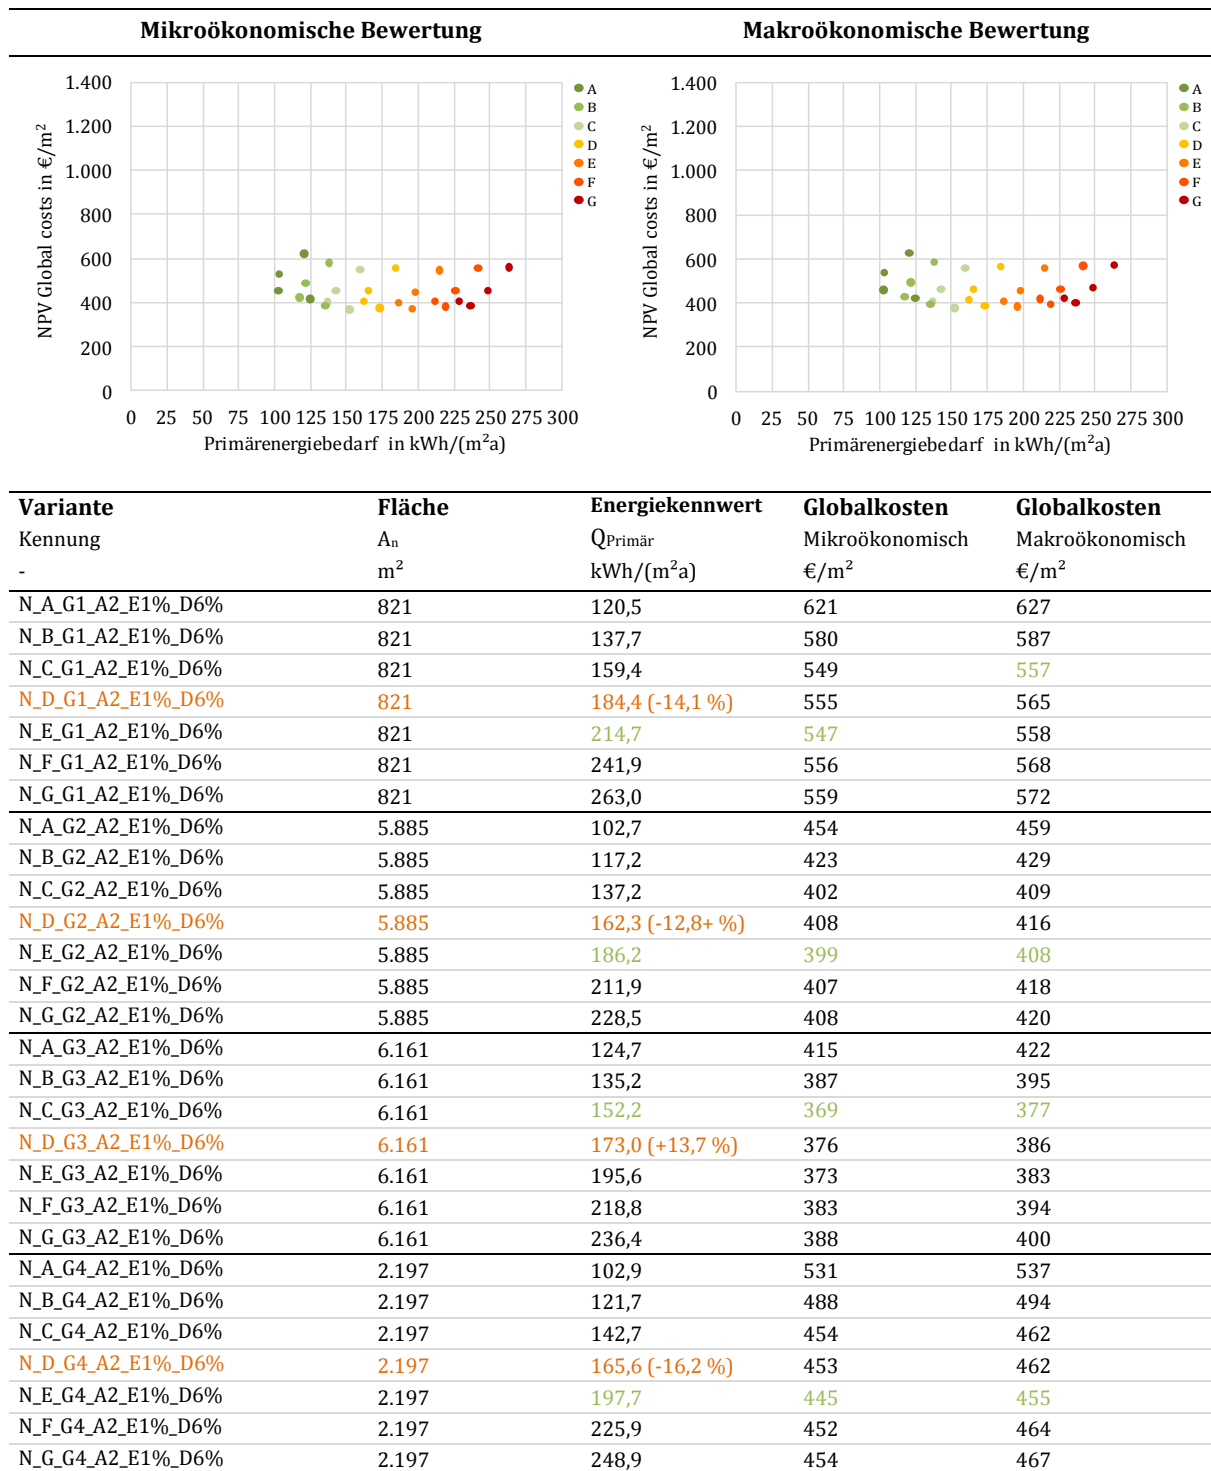 Mikroökonomische Bewertung Makroökonomische Bewertung
1.400
1.200
1.000
800
600
400
200
0
NPV Global costs in €/m²
0 25 50 75 100 125 150 175 200 225 250 275 300
Primärenergiebedarf in kWh/(m²a)
A
B
C
D
E
F
G
1.400
1.200
1.000
800
600
400
200
0
NPV Global costs in €/m²
0 25 50 75 100 125 150 175 200 225 250 275 300
Primärenergiebedarf in kWh/(m²a)
A
B
C
D
E
F
G
Variante Fläche Energiekennwert Globalkosten Globalkosten
Kennung An QPrimär Mikroökonomisch Makroökonomisch
- m² kWh/(m²a) €/m² €/m²
N_A_G1_A2_E1%_D6% 821 120,5 621 627
N_B_G1_A2_E1%_D6% 821 137,7 580 587
N_C_G1_A2_E1%_D6% 821 159,4 549 557
N_D_G1_A2_E1%_D6% 821 184,4 (-14,1 %) 555 565
N_E_G1_A2_E1%_D6% 821 214,7 547 558
N_F_G1_A2_E1%_D6% 821 241,9 556 568
N_G_G1_A2_E1%_D6% 821 263,0 559 572
N_A_G2_A2_E1%_D6% 5.885 102,7 454 459
N_B_G2_A2_E1%_D6% 5.885 117,2 423 429
N_C_G2_A2_E1%_D6% 5.885 137,2 402 409
N_D_G2_A2_E1%_D6% 5.885 162,3 (-12,8+ %) 408 416
N_E_G2_A2_E1%_D6% 5.885 186,2 399 408
N_F_G2_A2_E1%_D6% 5.885 211,9 407 418
N_G_G2_A2_E1%_D6% 5.885 228,5 408 420
N_A_G3_A2_E1%_D6% 6.161 124,7 415 422
N_B_G3_A2_E1%_D6% 6.161 135,2 387 395
N_C_G3_A2_E1%_D6% 6.161 152,2 369 377
N_D_G3_A2_E1%_D6% 6.161 173,0 (+13,7 %) 376 386
N_E_G3_A2_E1%_D6% 6.161 195,6 373 383
N_F_G3_A2_E1%_D6% 6.161 218,8 383 394
N_G_G3_A2_E1%_D6% 6.161 236,4 388 400
N_A_G4_A2_E1%_D6% 2.197 102,9 531 537
N_B_G4_A2_E1%_D6% 2.197 121,7 488 494
N_C_G4_A2_E1%_D6% 2.197 142,7 454 462
N_D_G4_A2_E1%_D6% 2.197 165,6 (-16,2 %) 453 462
N_E_G4_A2_E1%_D6% 2.197 197,7 445 455
N_F_G4_A2_E1%_D6% 2.197 225,9 452 464
N_G_G4_A2_E1%_D6% 2.197 248,9 454 467